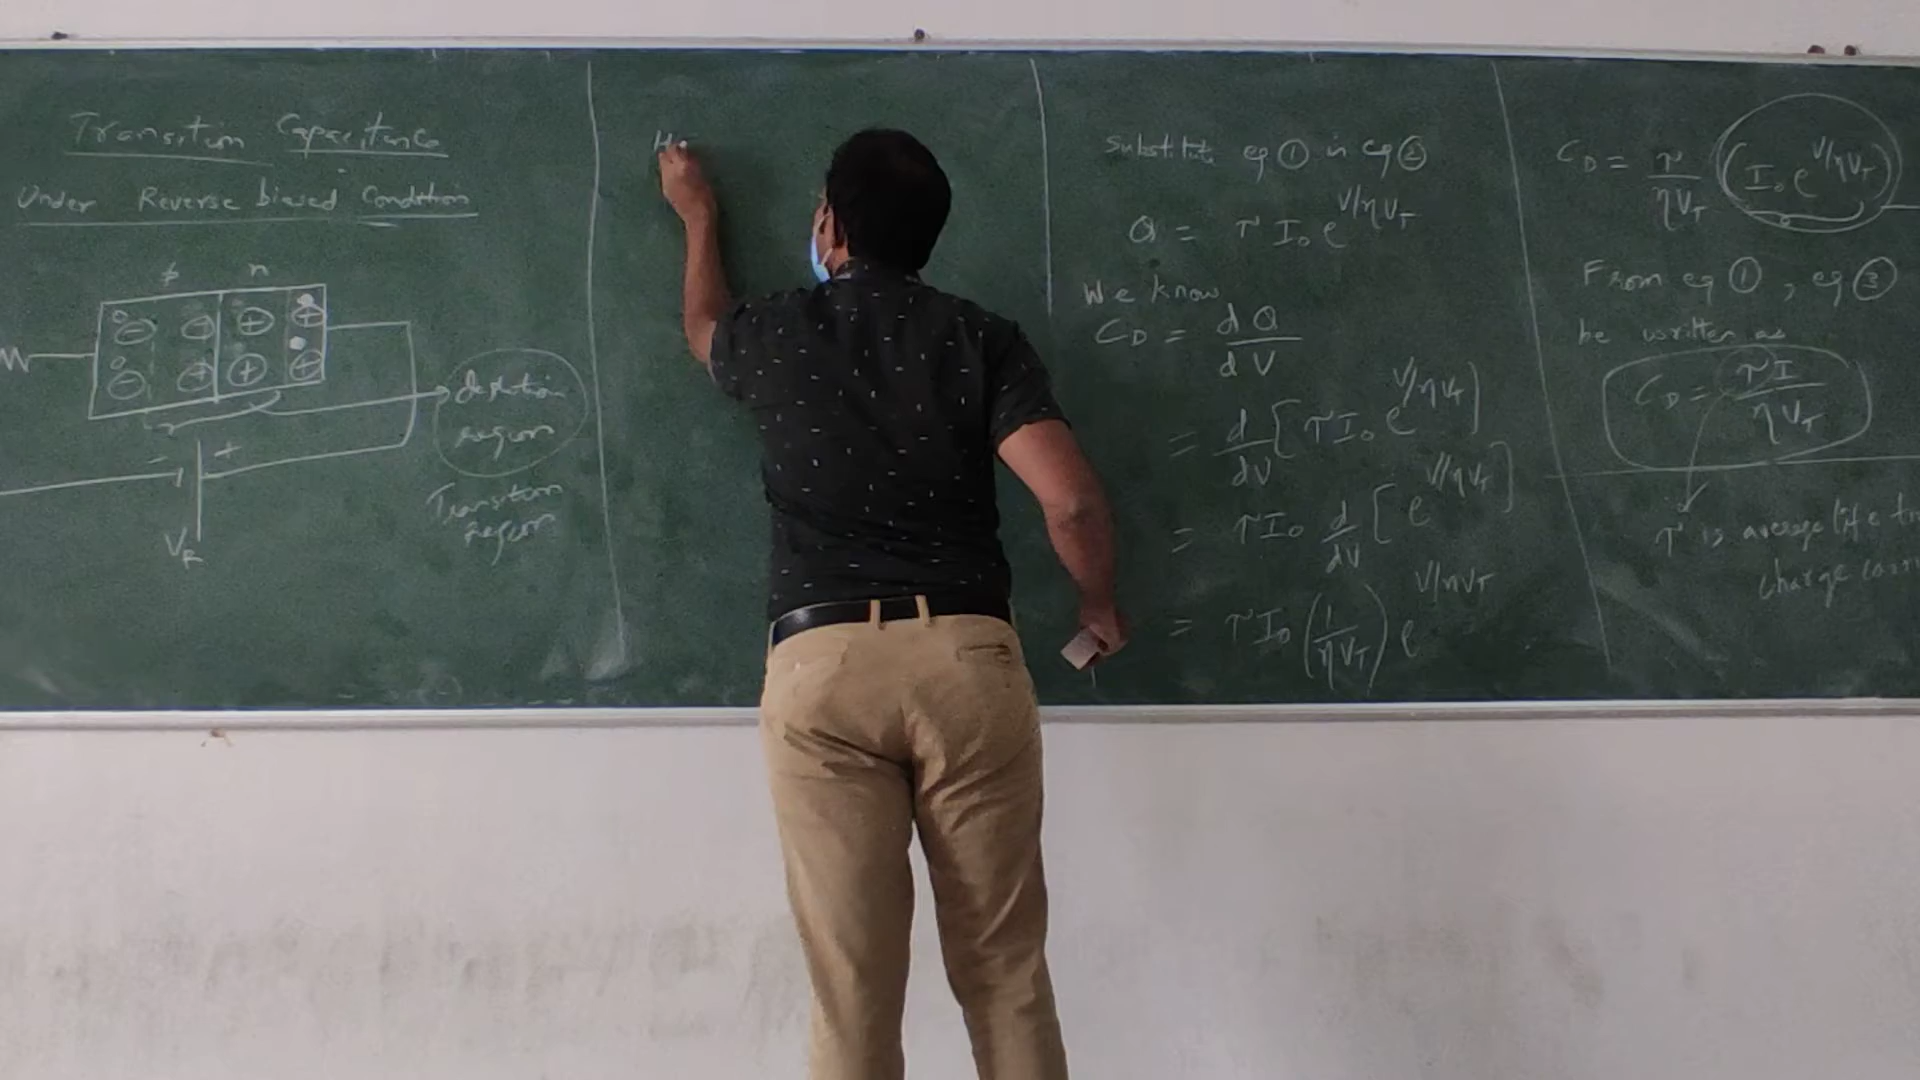 Transition Capacitance
Under Reverse biased Condition
p n
- +
V_R
depletion
region
Transition
Region
Substitute eq ① in eq ②
Q = τ I₀ e^{V/ηV_T}
We know
C_D = dQ/dV
= d/dV [τ I₀ e^{V/ηV_T}]
= τ I₀ d/dV [e^{V/ηV_T}]
= τ I₀ (1/ηV_T) e^{V/ηV_T}
C_D = τ/ηV_T (I₀ e^{V/ηV_T})
From eq ①, eq ③
be written as
C_D = τI/ηV_T
τ is average life
charge